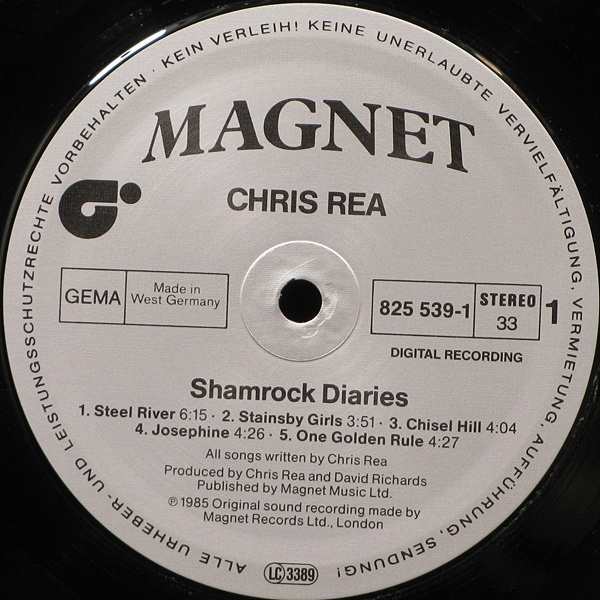 ALLE URHEBER- UND LEISTUNGSSCHUTZRECHTE VORBEHALTEN · KEIN VERLEIH! KEINE UNERLAUBTE VERVIELFÄLTIGUNG, VERMIETUNG, AUFFÜHRUNG, SENDUNG!
MAGNET
CHRIS REA
GEMA
Made in
West Germany
825 539-1
STEREO
33
1
DIGITAL RECORDING
Shamrock Diaries
1. Steel River 6:15 · 2. Stainsby Girls 3:51 · 3. Chisel Hill 4:04
4. Josephine 4:26 · 5. One Golden Rule 4:27
All songs written by Chris Rea
Produced by Chris Rea and David Richards
Published by Magnet Music Ltd.
℗ 1985 Original sound recording made by
Magnet Records Ltd., London
LC 3389